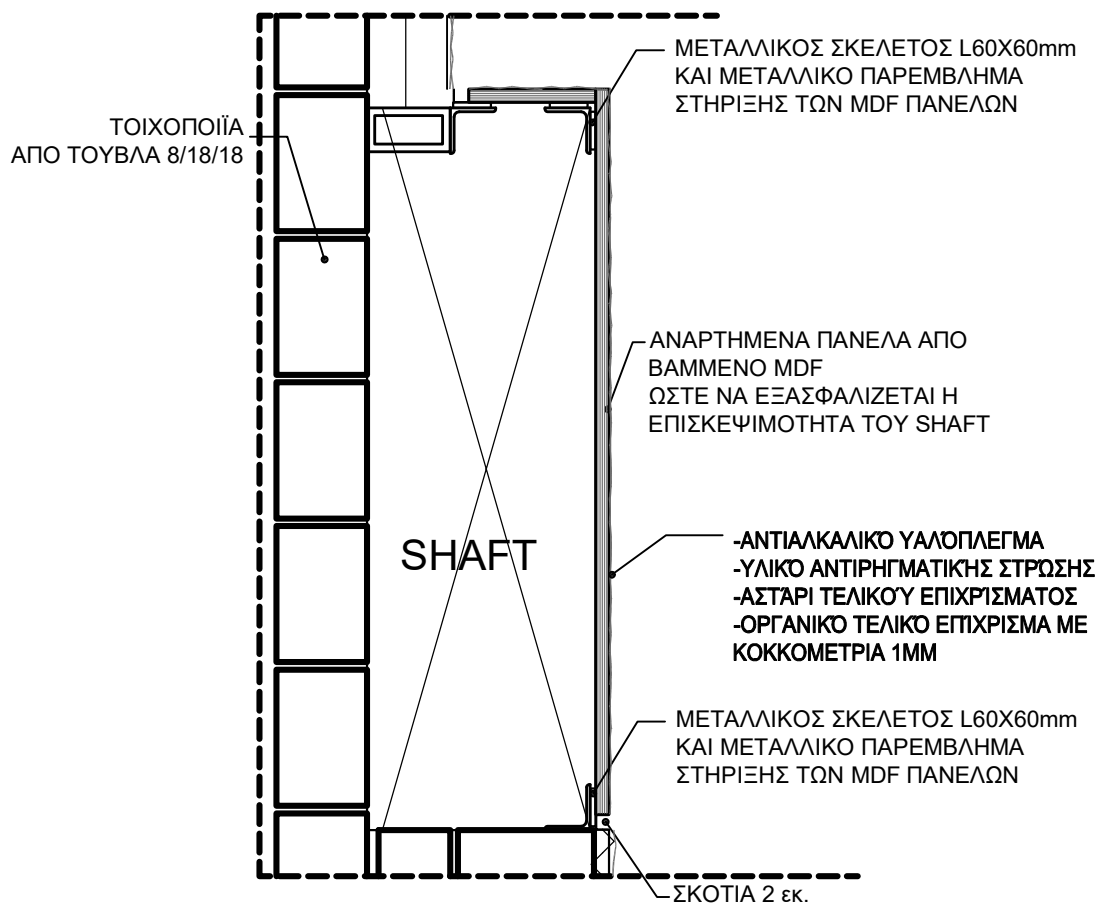 ΜΕΤΑΛΛΙΚΟΣ ΣΚΕΛΕΤΟΣ L60X60mm
ΚΑΙ ΜΕΤΑΛΛΙΚΟ ΠΑΡΕΜΒΛΗΜΑ
ΣΤΗΡΙΞΗΣ ΤΩΝ MDF ΠΑΝΕΛΩΝ
ΤΟΙΧΟΠΟΙΪΑ
ΑΠΟ ΤΟΥΒΛΑ 8/18/18
ΑΝΑΡΤΗΜΕΝΑ ΠΑΝΕΛΑ ΑΠΟ
ΒΑΜΜΕΝΟ MDF
ΩΣΤΕ ΝΑ ΕΞΑΣΦΑΛΙΖΕΤΑΙ Η
ΕΠΙΣΚΕΨΙΜΟΤΗΤΑ ΤΟΥ SHAFT
SHAFT
-ΑΝΤΙΑΛΚΑΛΙΚΌ ΥΑΛΌΠΛΕΓΜΑ
-ΥΛΙΚΌ ΑΝΤΙΡΗΓΜΑΤΙΚΉΣ ΣΤΡΏΣΗΣ
-ΑΣΤΆΡΙ ΤΕΛΙΚΟΎ ΕΠΙΧΡΊΣΜΑΤΟΣ
-ΟΡΓΑΝΙΚΌ ΤΕΛΙΚΌ ΕΠΊΧΡΙΣΜΑ ΜΕ
ΚΟΚΚΟΜΕΤΡΙΑ 1ΜΜ
ΜΕΤΑΛΛΙΚΟΣ ΣΚΕΛΕΤΟΣ L60X60mm
ΚΑΙ ΜΕΤΑΛΛΙΚΟ ΠΑΡΕΜΒΛΗΜΑ
ΣΤΗΡΙΞΗΣ ΤΩΝ MDF ΠΑΝΕΛΩΝ
ΣΚΟΤΙΑ 2 εκ.